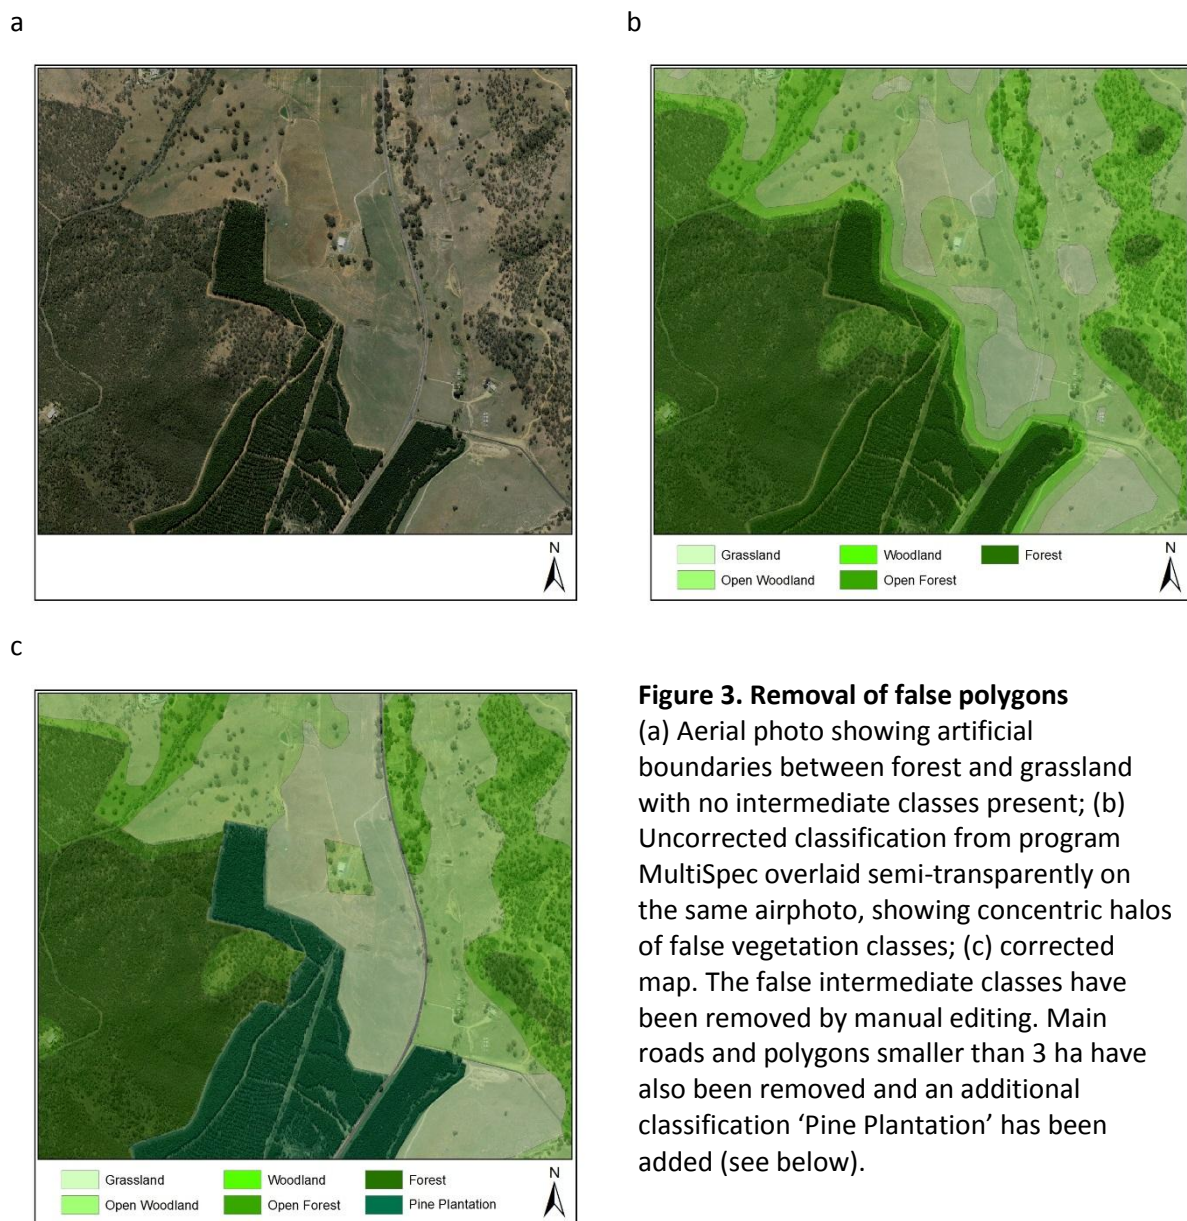 a
b
N
Grassland
Woodland
Forest
Open Woodland
Open Forest
N
c
Figure 3. Removal of false polygons
(a) Aerial photo showing artificial
boundaries between forest and grassland
with no intermediate classes present; (b)
Uncorrected classification from program
MultiSpec overlaid semi-transparently on
the same airphoto, showing concentric halos
of false vegetation classes; (c) corrected
map. The false intermediate classes have
been removed by manual editing. Main
roads and polygons smaller than 3 ha have
also been removed and an additional
classification ‘Pine Plantation’ has been
added (see below).
Grassland
Woodland
Forest
Open Woodland
Open Forest
Pine Plantation
N